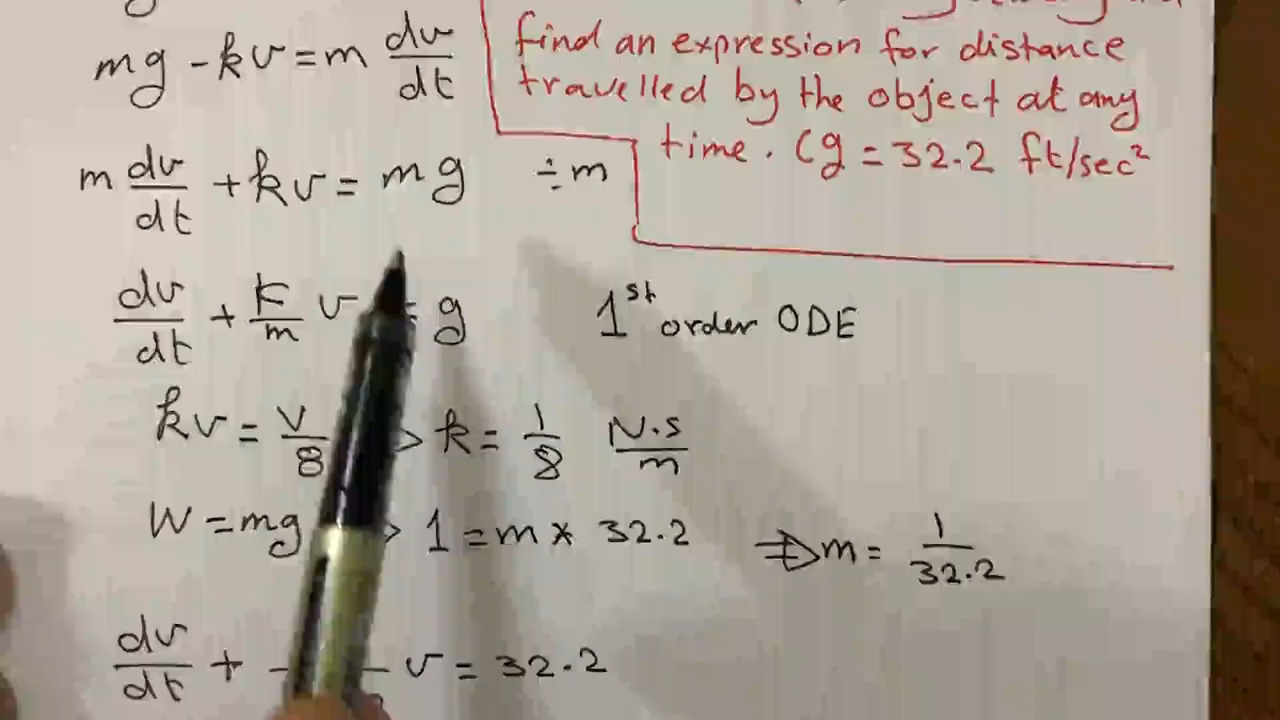 mg - kv = m dv/dt
find an expression for distance
travelled by the object at any
time. (g = 32.2 ft/sec²
m dv/dt + kv = mg ÷ m
dv/dt + k/m v = g 1st order ODE
kv = v/8 > k = 1/8 N.s/m
W = mg > 1 = m * 32.2 ⇒ m = 1/32.2
dv/dt + v = 32.2